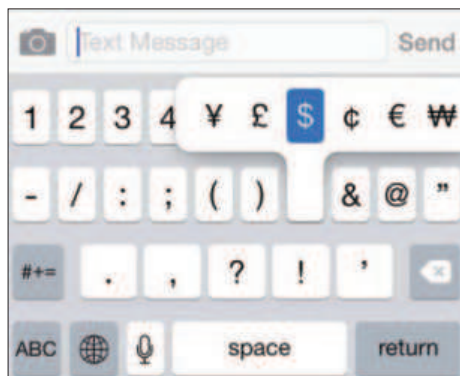 Text Message Send
1 2 3 4 ¥ £ $ ¢ € ₩
- / : ; ( ) & @ "
#+= . , ? ! '
ABC space return